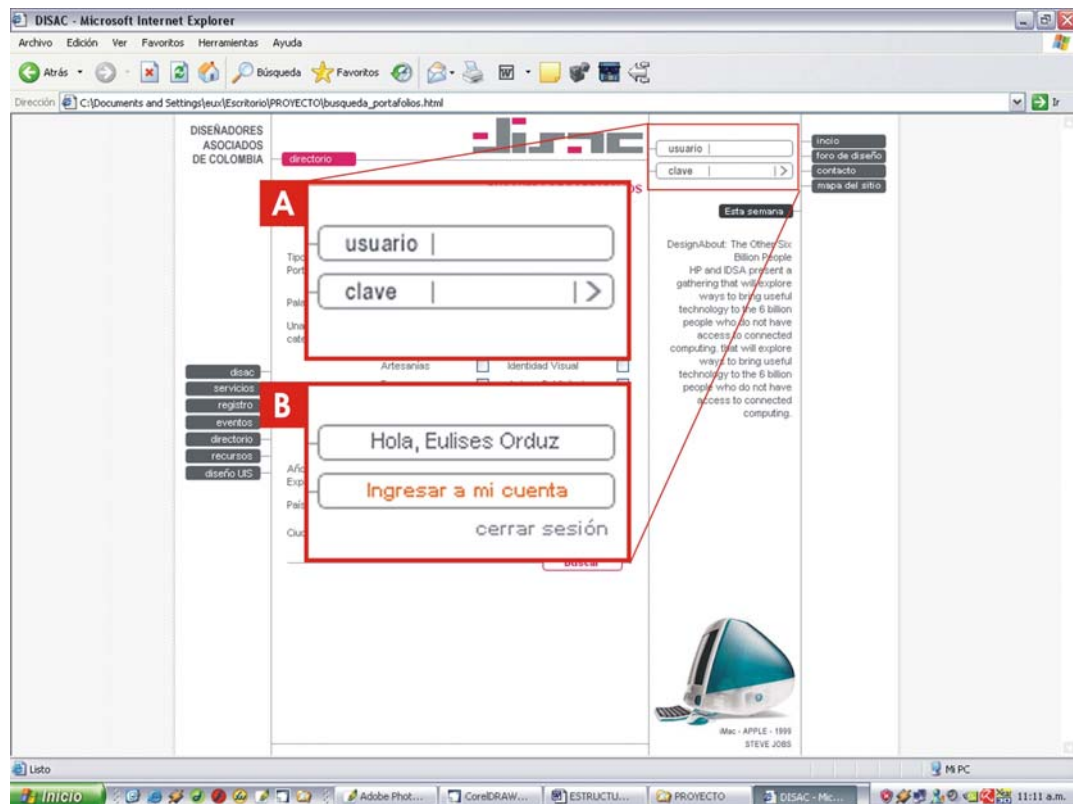 DISAC - Microsoft Internet Explorer
Archivo Edición Ver Favoritos Herramientas Ayuda
Atrás Búsqueda Favoritos
Dirección C:\Documents and Settings\eux\Escritorio\PROYECTO\busqueda_portafolios.html Ir
DISEÑADORES
ASOCIADOS
DE COLOMBIA
directorio
disac
usuario
clave
incio
foro de diseño
contacto
mapa del sitio
A
usuario
clave
Esta semana
DesignAbout: The Other Six
Billion People
HP and IDSA present a
gathering that will explore
ways to bring useful
technology to the 6 billion
people who do not have
access to connected
computing. that will explore
ways to bring useful
technology to the 6 billion
people who do not have
access to connected
computing.
Artesanías Identidad Visual
disac
servicios
registro
eventos
directorio
recursos
diseño UIS
B
Hola, Eulises Orduz
Ingresar a mi cuenta
cerrar sesión
buscar
iMac - APPLE - 1999
STEVE JOBS
Listo Mi PC
Inicio Adobe Phot... CorelDRAW... ESTRUCTU... PROYECTO DISAC - Mic... 11:11 a.m.